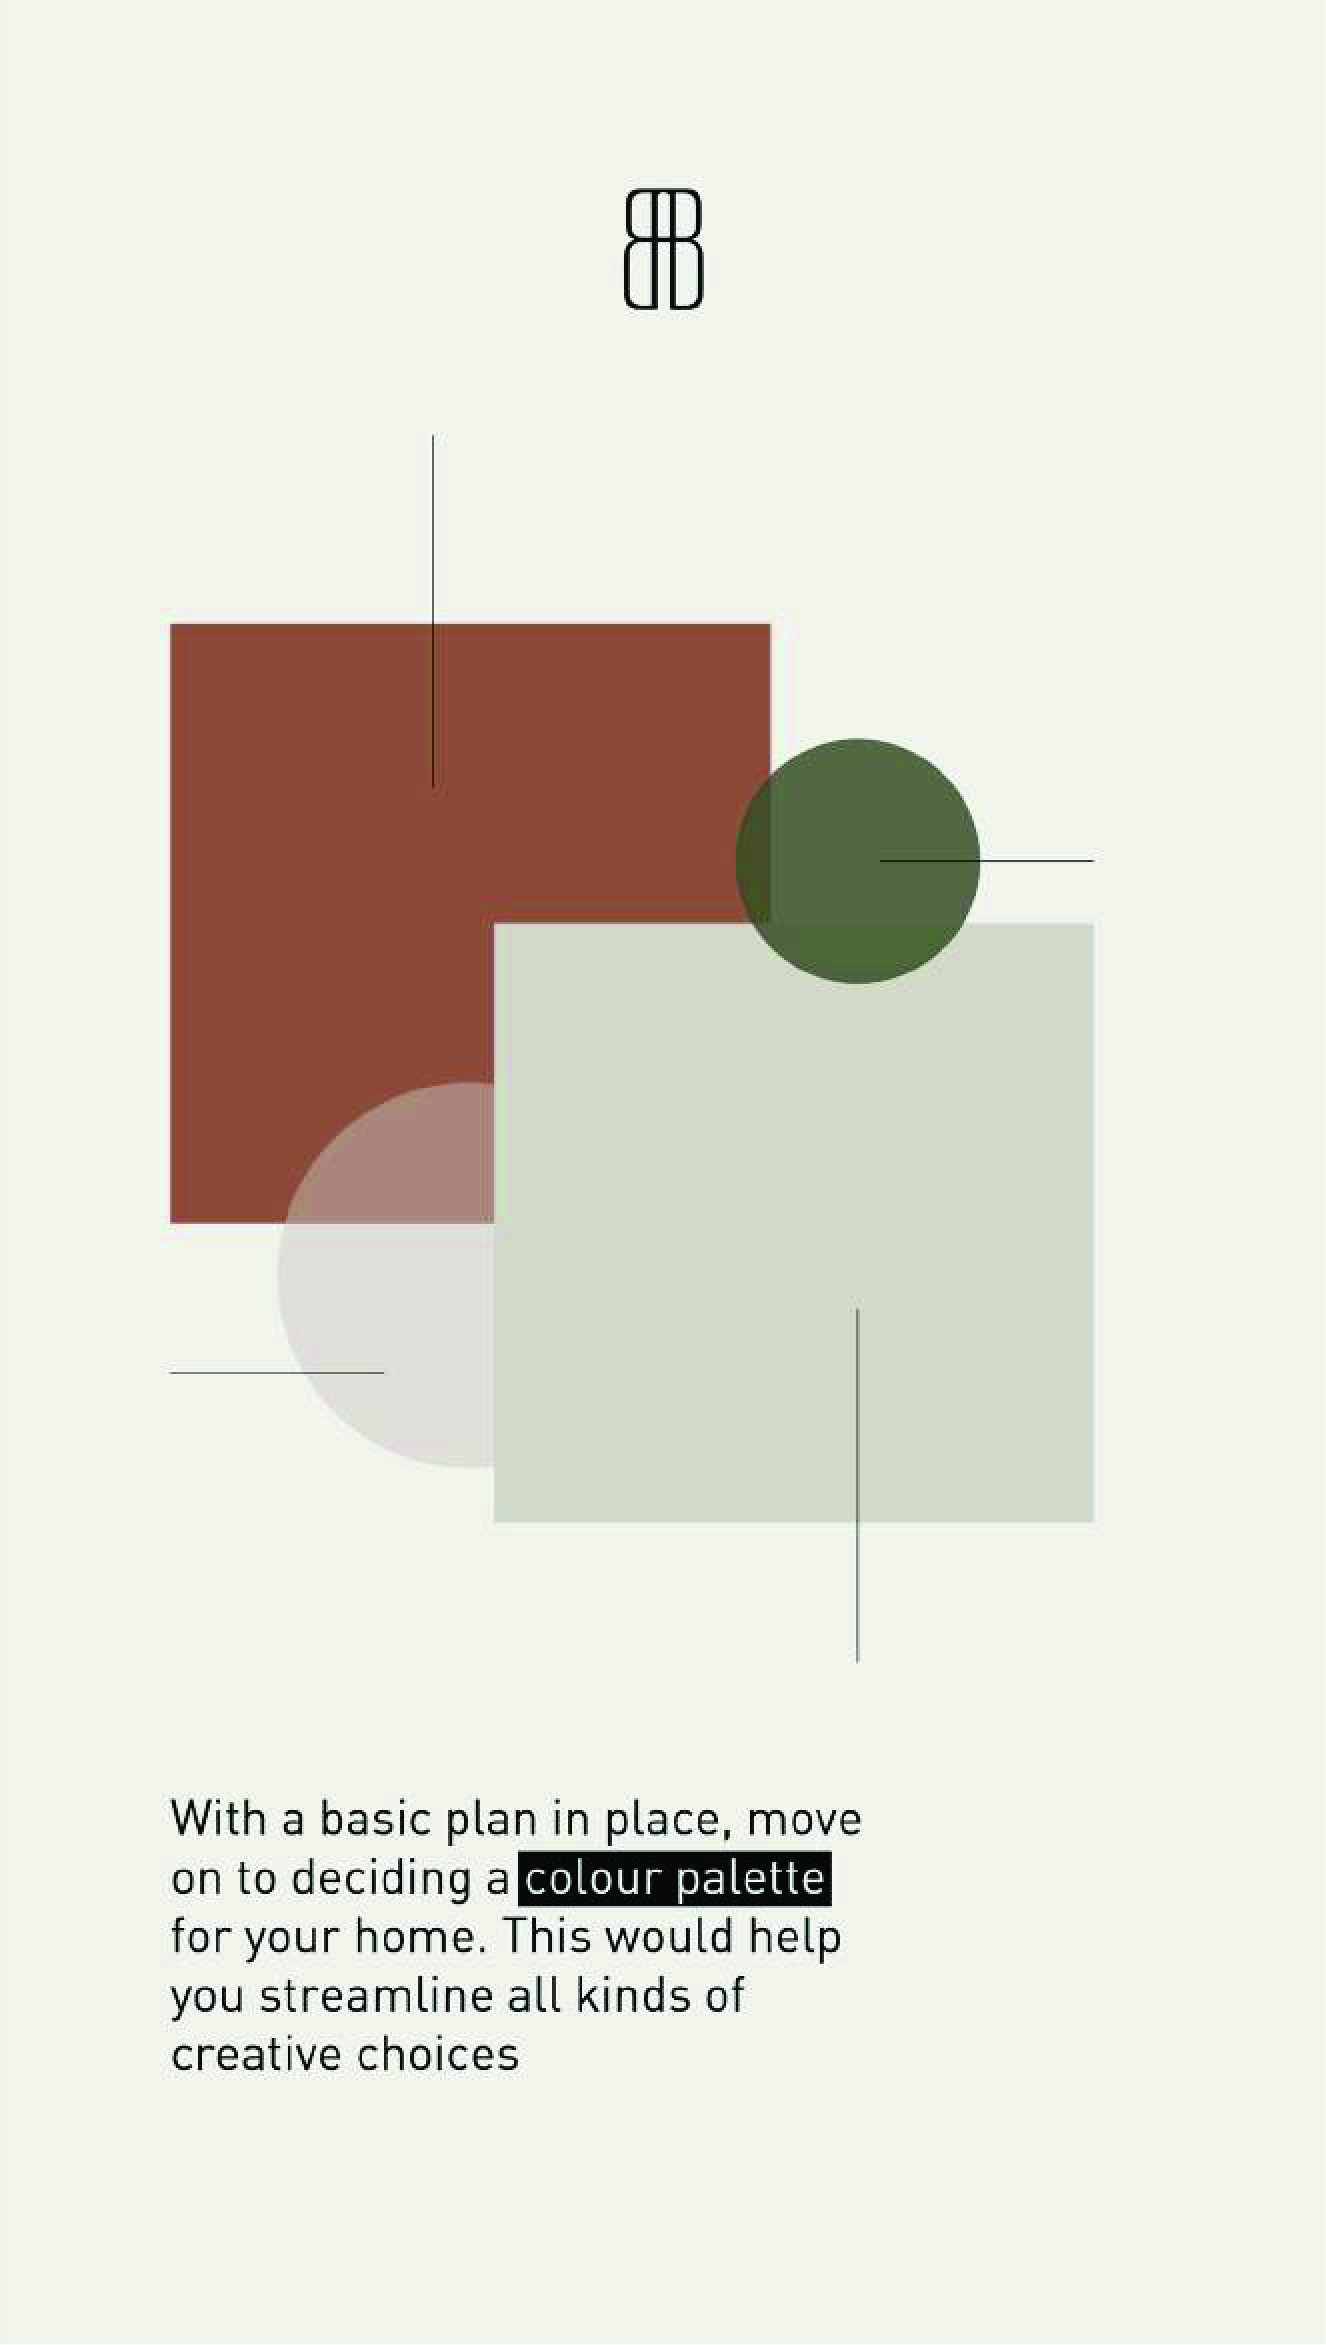 With a basic plan in place, move
on to deciding a colour palette
for your home. This would help
you streamline all kinds of
creative choices